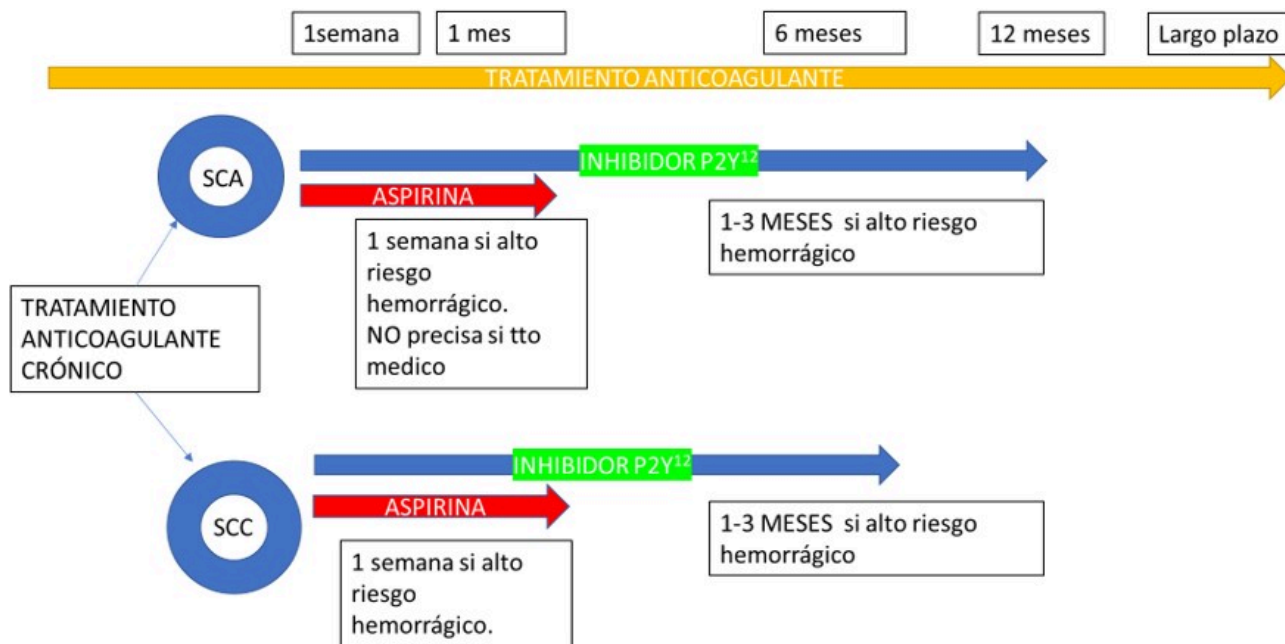 1semana
1 mes
6 meses
12 meses
Largo plazo
TRATAMIENTO ANTICOAGULANTE
SCA
INHIBIDOR P2Y¹²
ASPIRINA
1 semana si alto
riesgo
hemorrágico.
NO precisa si tto
medico
1-3 MESES  si alto riesgo
hemorrágico
TRATAMIENTO
ANTICOAGULANTE
CRÓNICO
SCC
INHIBIDOR P2Y¹²
ASPIRINA
1 semana si alto
riesgo
hemorrágico.
1-3 MESES  si alto riesgo
hemorrágico